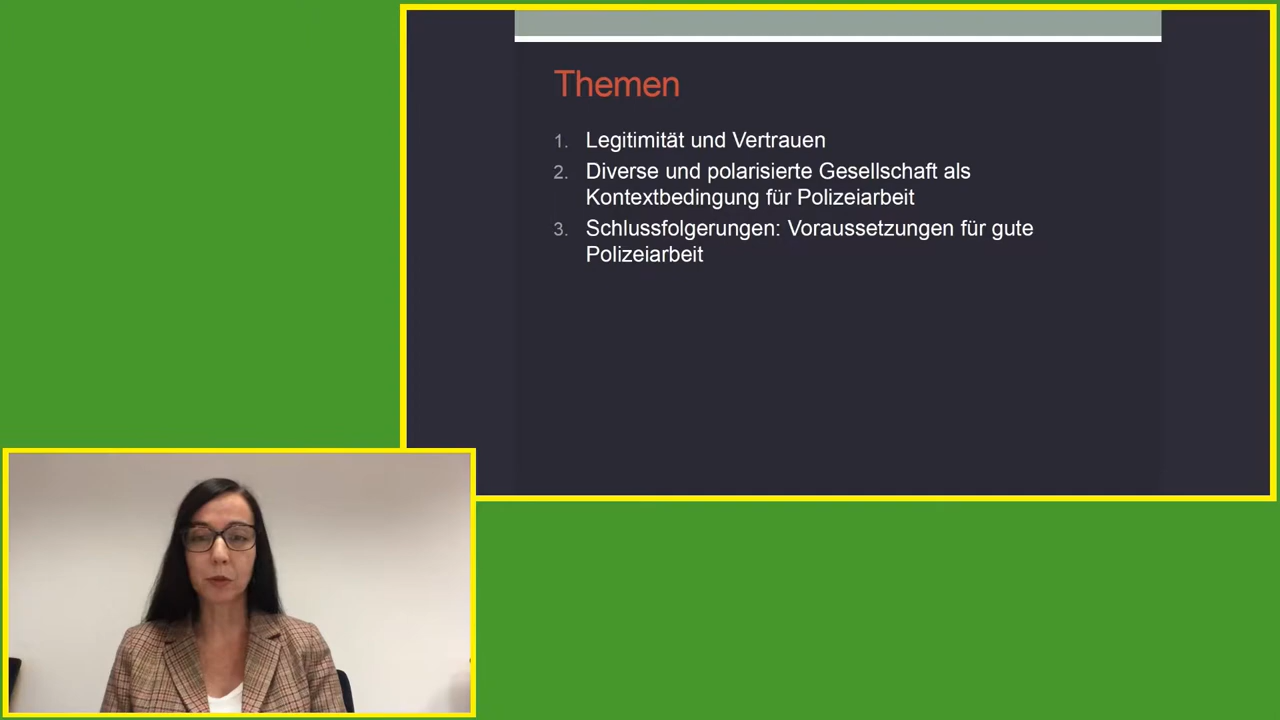 Themen
1. Legitimität und Vertrauen
2. Diverse und polarisierte Gesellschaft als
Kontextbedingung für Polizeiarbeit
3. Schlussfolgerungen: Voraussetzungen für gute
Polizeiarbeit